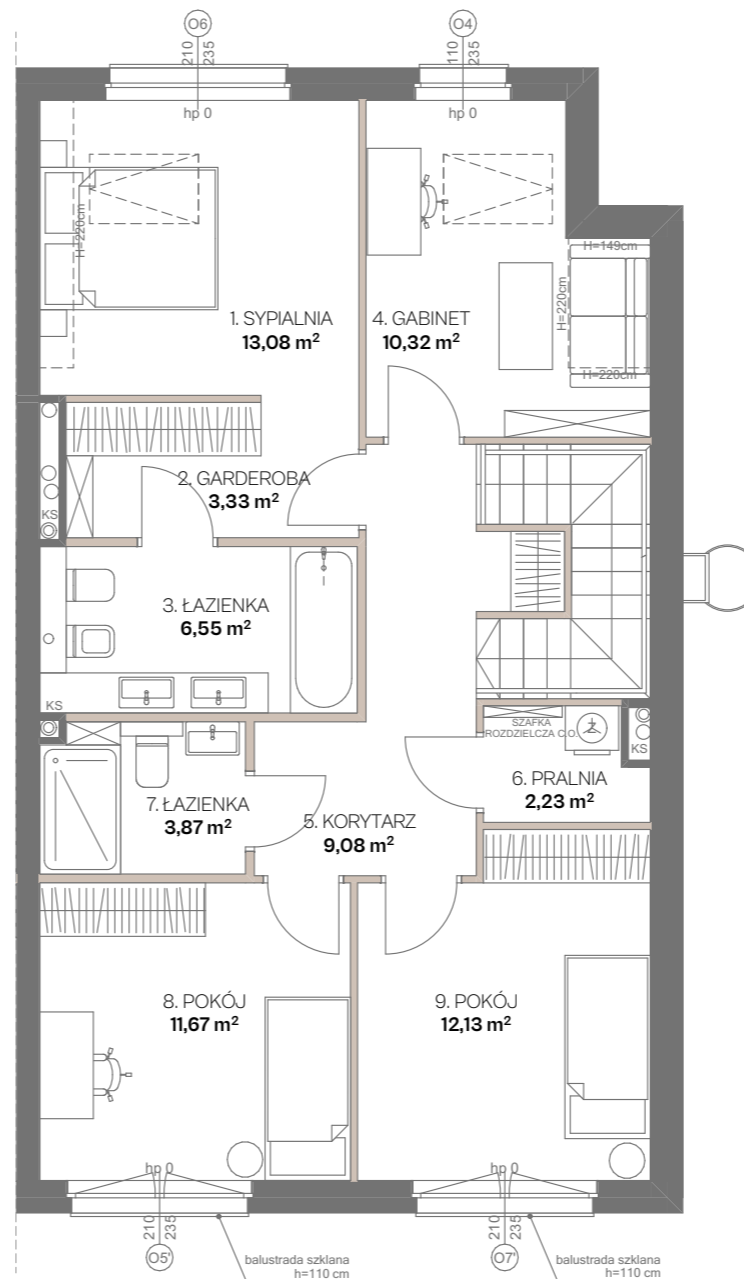 O6
O4
210
235
110
235
hp 0
hp 0
H=220cm
H=149cm
H=220cm
H=220cm
1. SYPIALNIA
13,08 m²
4. GABINET
10,32 m²
2. GARDEROBA
3,33 m²
KS
3. ŁAZIENKA
6,55 m²
KS
SZAFKA
ROZDZIELCZA C.O.
KS
6. PRALNIA
2,23 m²
7. ŁAZIENKA
3,87 m²
5. KORYTARZ
9,08 m²
8. POKÓJ
11,67 m²
9. POKÓJ
12,13 m²
hp 0
hp 0
210
235
210
235
O5'
O7'
balustrada szklana
h=110 cm
balustrada szklana
h=110 cm